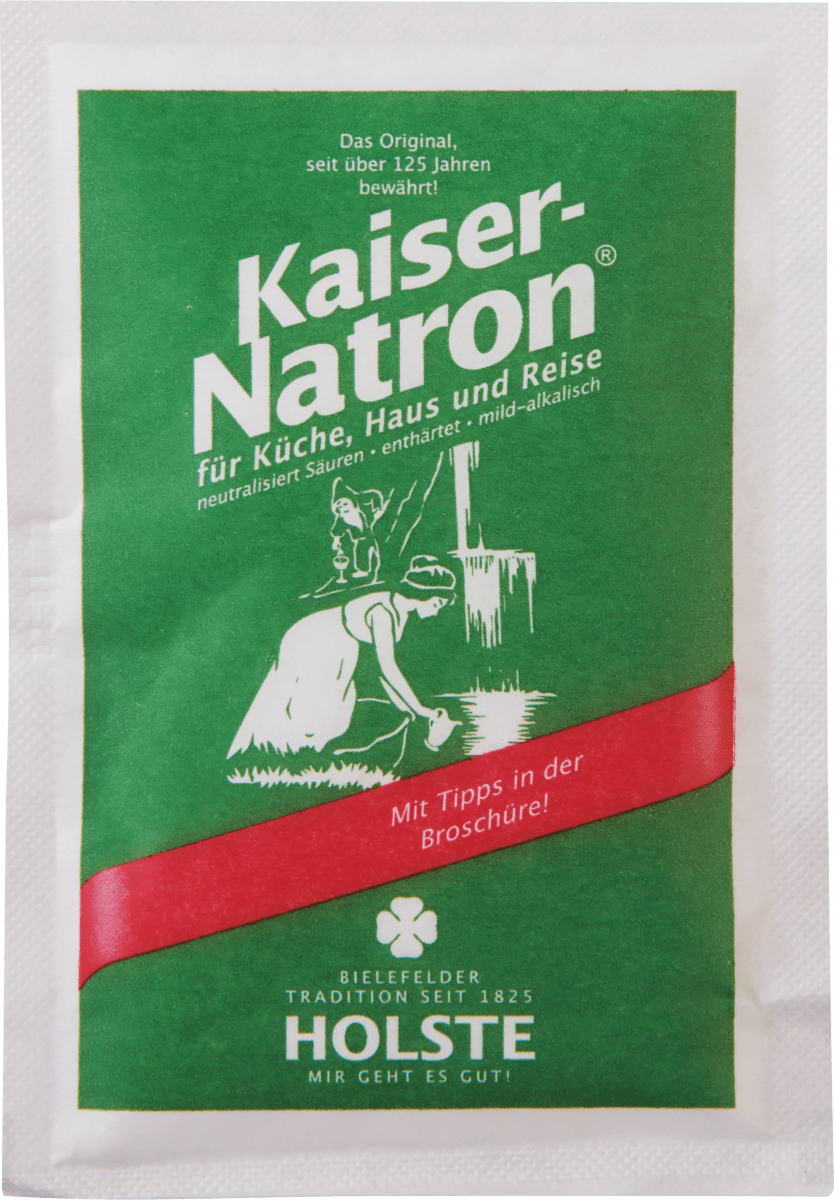 Das Original,
seit über 125 Jahren
bewährt!
Kaiser-
Natron®
für Küche, Haus und Reise
neutralisiert Säuren • enthärtet • mild-alkalisch
Mit Tipps in der
Broschüre!
BIELEFELDER
TRADITION SEIT 1825
HOLSTE
MIR GEHT ES GUT!